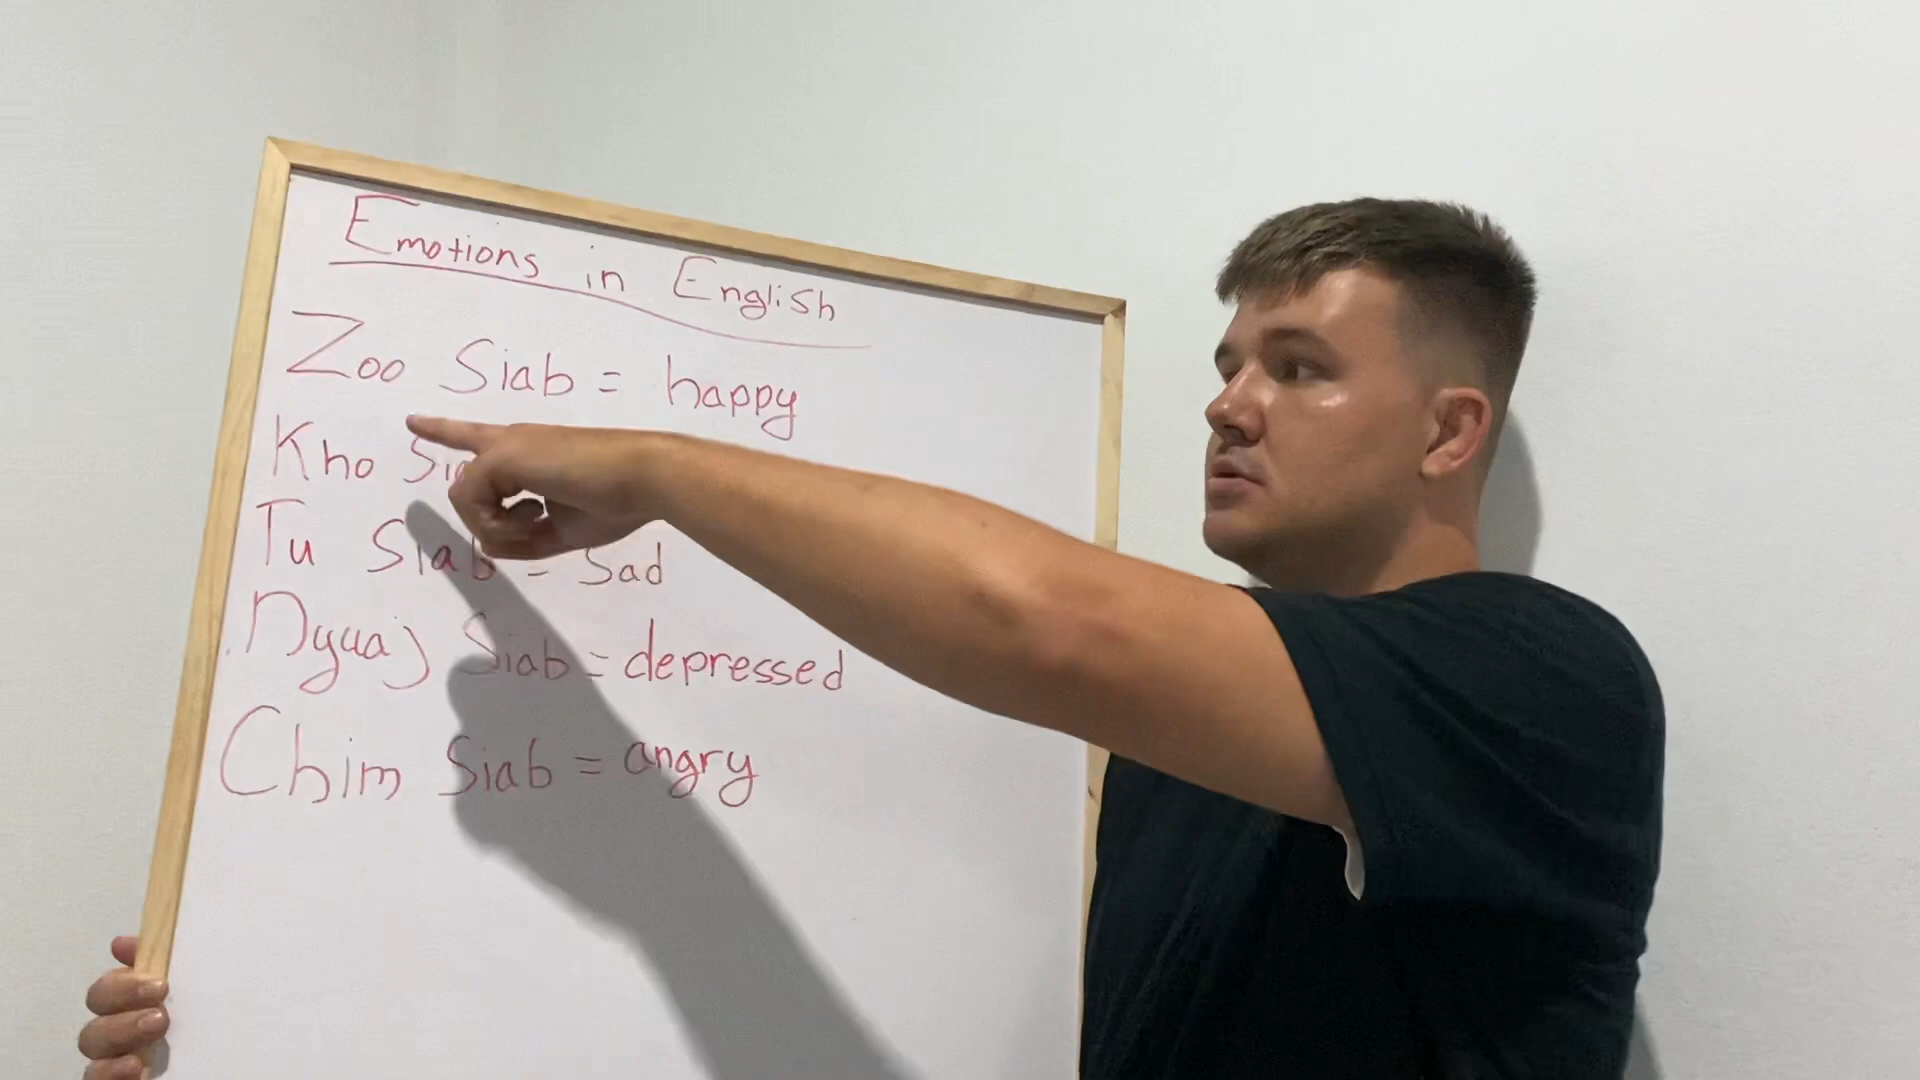 Emotions in English
Zoo Siab = happy
Kho
Tu Siab = Sad
Nyuaj Siab = depressed
Chim Siab = angry